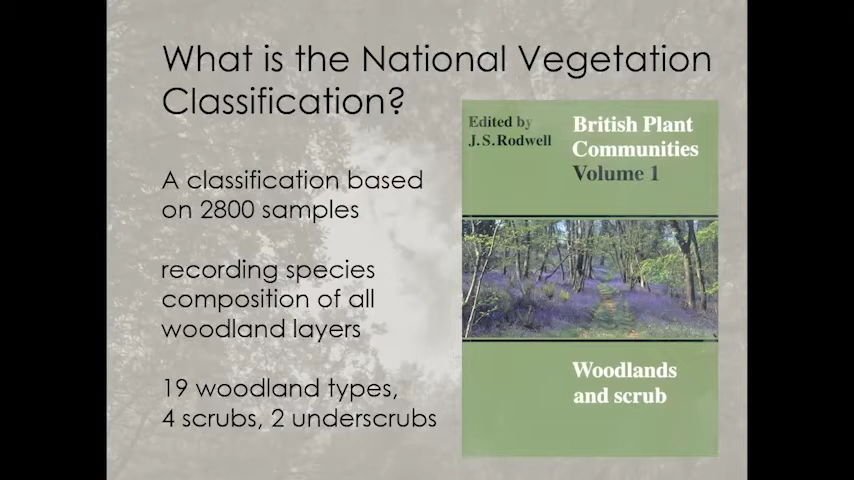 What is the National Vegetation
Classification?
A classification based
on 2800 samples
recording species
composition of all
woodland layers
19 woodland types,
4 scrubs, 2 underscrubs
Edited by
J.S.Rodwell
British Plant
Communities
Volume 1
Woodlands
and scrub